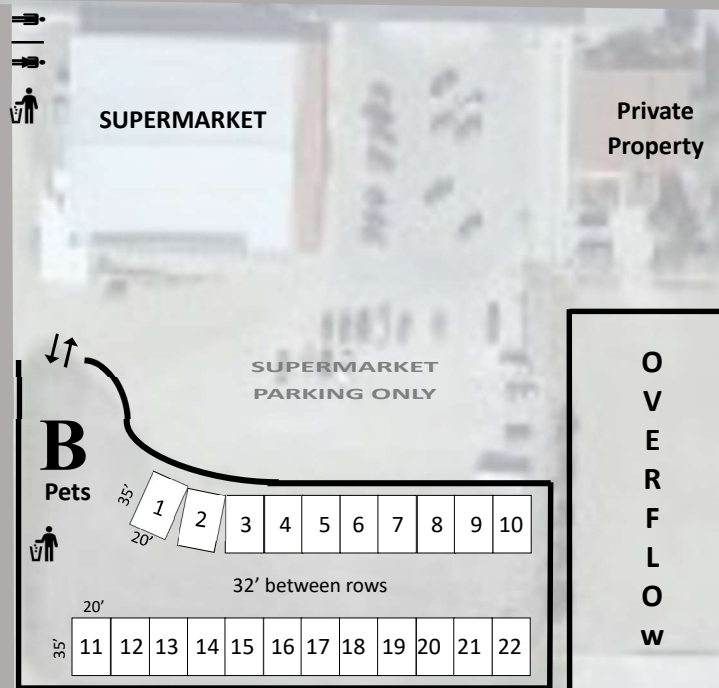 SUPERMARKET
Private
Property
SUPERMARKET
PARKING ONLY
O
V
E
R
F
L
O
w
B
Pets
35’
20’
1
2
3
4
5
6
7
8
9
10
32’ between rows
20’
35’
11
12
13
14
15
16
17
18
19
20
21
22